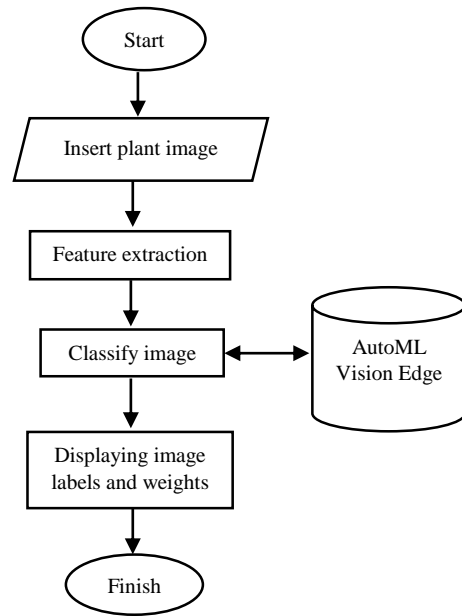 Start
Insert plant image
Feature extraction
Classify image
AutoML
Vision Edge
Displaying image
labels and weights
Finish